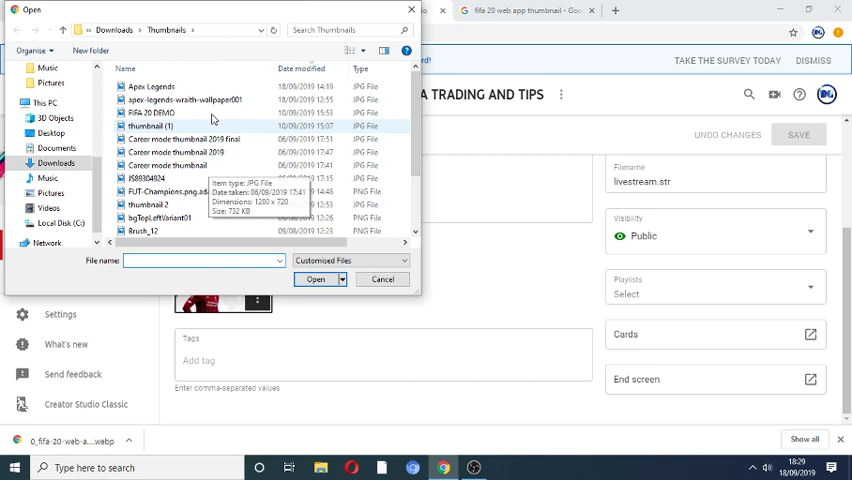 Open
fifa 20 web app thumbnail - Goo
Downloads
Thumbnails
Search Thumbnails
Organise
New folder
TAKE THE SURVEY TODAY
DISMISS
Name
Date modified
Type
Music
Pictures
This PC
3D Objects
Desktop
Documents
Downloads
Music
Pictures
Videos
Local Disk (C:)
Network
Apex Legends 18/09/2019 14:19 JPG File
apex-legends-wraith-wallpaper001 18/09/2019 12:55 JPG File
FIFA 20 DEMO 10/09/2019 15:53 JPG File
thumbnail (1) 10/09/2019 15:07 JPG File
Career mode thumbnail 2019 final 06/09/2019 17:51 JPG File
Career mode thumbnail 2019 06/09/2019 17:47 JPG File
Career mode thumbnail 06/09/2019 17:41 JPG File
JS89304924 JPG File
FUT-Champions.png.ada 14:48 PNG File
thumbnail 2 JPG File
bgTopLeftVariant01 12:26 PNG File
Brush_12 09/08/2019 12:23 PNG File
Item type: JPG File
Date taken: 06/09/2019 17:41
Dimensions: 1280 x 720
Size: 732 KB
File name:
Customised Files
Open
Cancel
A TRADING AND TIPS
UNDO CHANGES
SAVE
Filename
livestream.str
Visibility
Public
Playlists
Select
Cards
End screen
Settings
What's new
Send feedback
Creator Studio Classic
Tags
Add tag
Enter comma-separated values
0_fifa-20-web-a....webp
Show all
Type here to search
18:29
18/09/2019